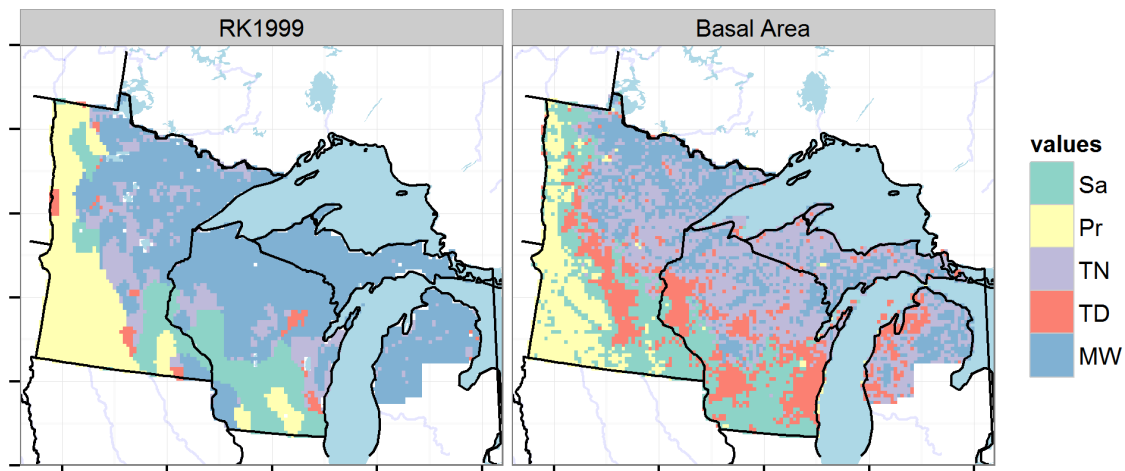 RK1999
Basal Area
values
Sa
Pr
TN
TD
MW